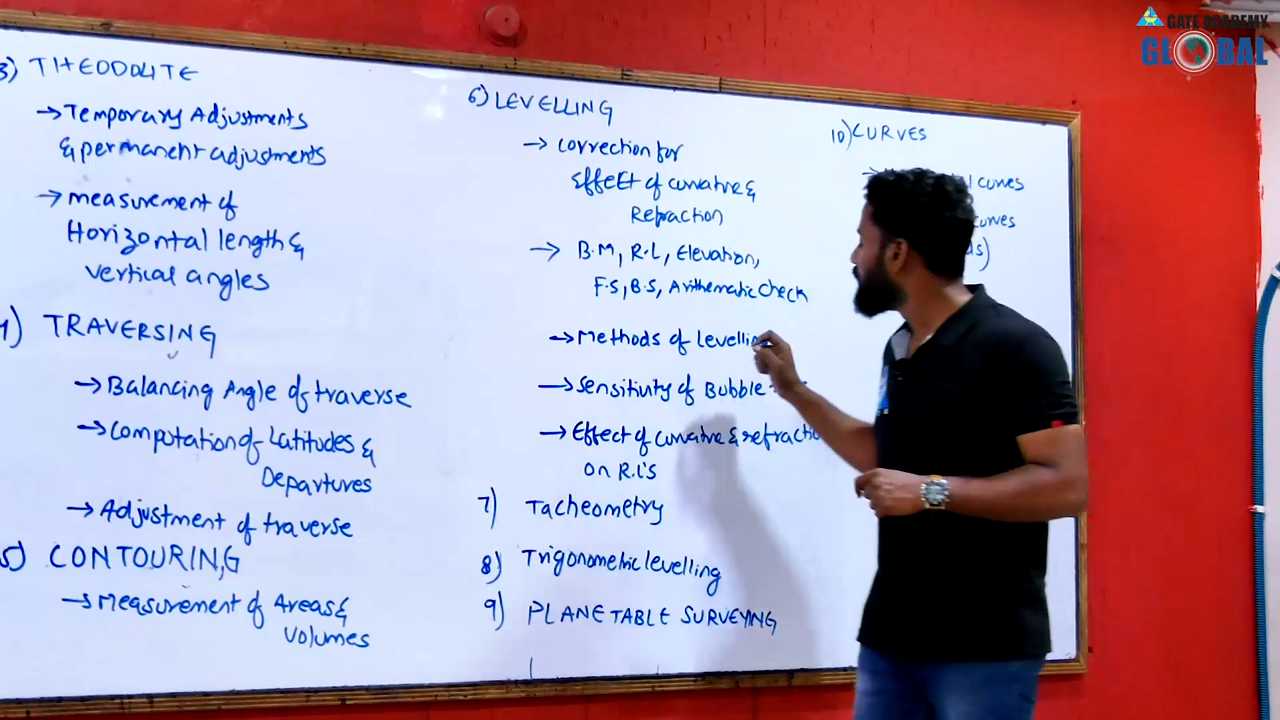 3) THEODOLITE
→ Temporary Adjustments
& permanent adjustments
→ measurement of
Horizontal length &
vertical angles
4) TRAVERSING
→ Balancing Angle of traverse
→ computation of Latitudes &
Departures
→ Adjustment of traverse
5) CONTOURING
→ Measurement of Areas &
volumes
6) LEVELLING
→ correction for
Effect of curvature &
Refraction
→ B.M, R.L, Elevation,
F.S, B.S, Arithematic Check
→ Methods of Levellin
→ Sensitivity of Bubble
→ Effect of curvature & refractio
on R.L's
7) Tacheometry
8) Trigonometric levelling
9) PLANE TABLE SURVEYING
10) CURVES
→ curves
curves
GATE ACADEMY
GLOBAL